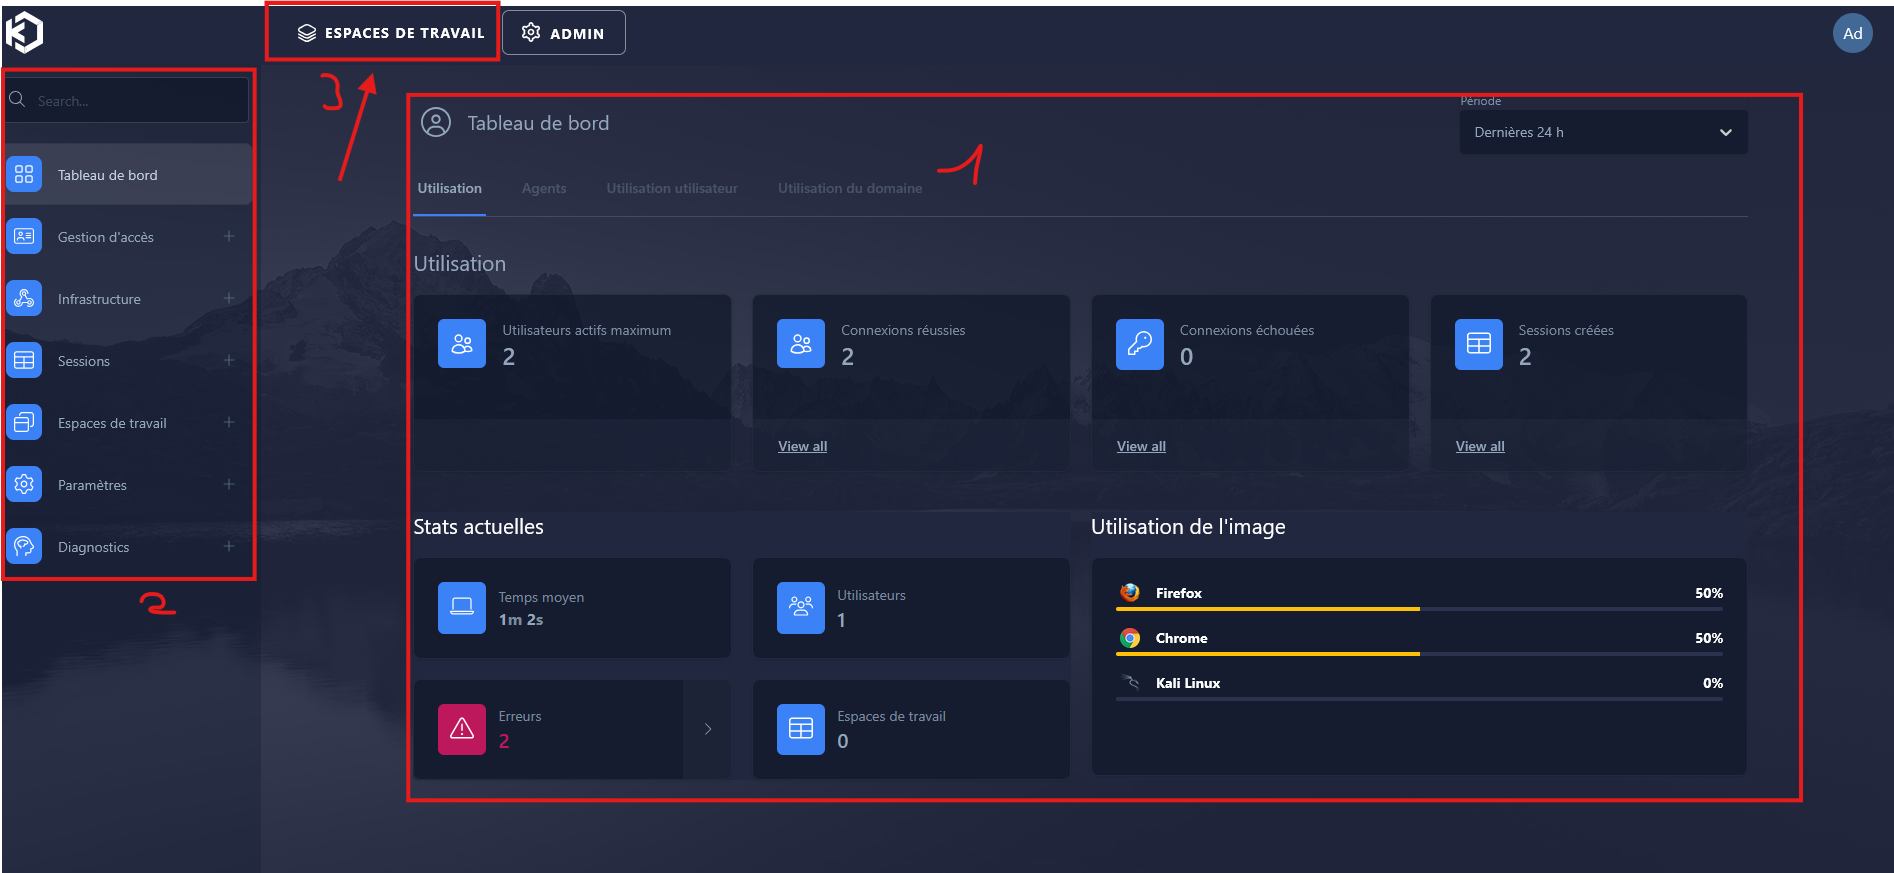 ESPACES DE TRAVAIL
ADMIN
Ad
3
Search...
Tableau de bord
Gestion d'accès
Infrastructure
Sessions
Espaces de travail
Paramètres
Diagnostics
2
Tableau de bord
Période
Dernières 24 h
1
Utilisation Agents Utilisation utilisateur Utilisation du domaine
Utilisation
Utilisateurs actifs maximum
2
Connexions réussies
2
View all
Connexions échouées
0
View all
Sessions créées
2
View all
Stats actuelles
Temps moyen
1m 2s
Utilisateurs
1
Erreurs
2
Espaces de travail
0
Utilisation de l'image
Firefox 50%
Chrome 50%
Kali Linux 0%